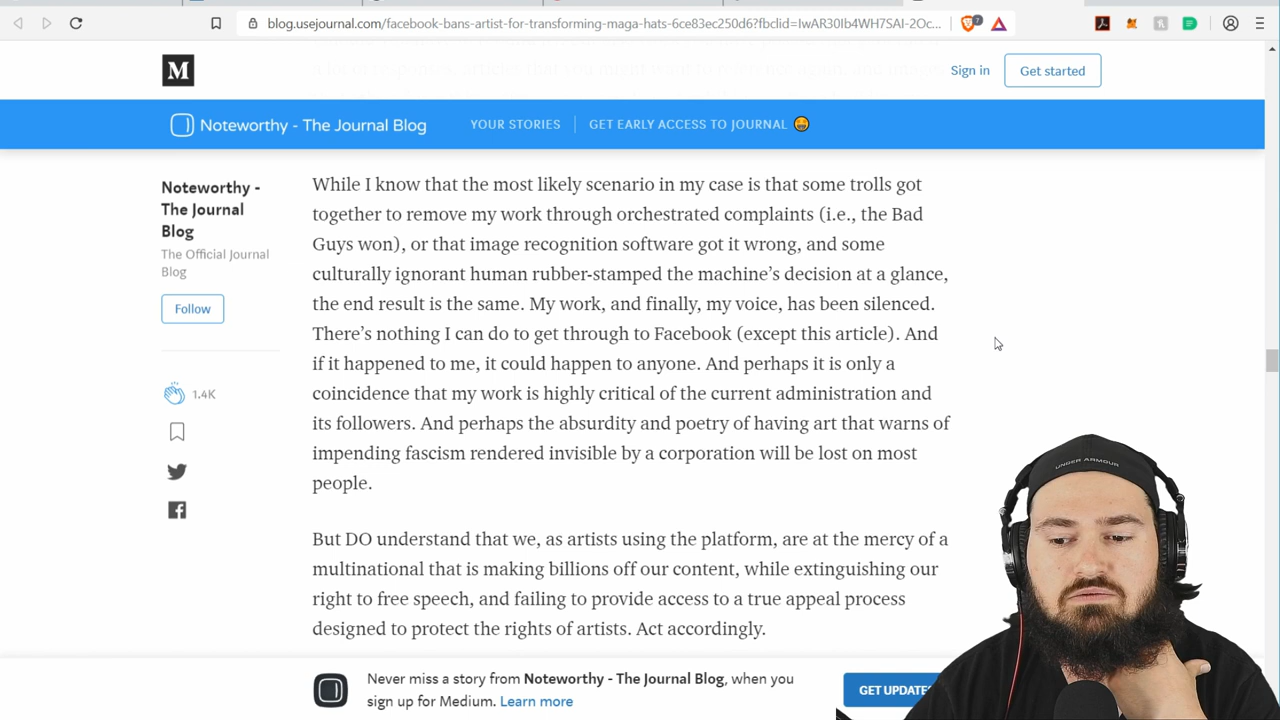 blog.usejournal.com/facebook-bans-artist-for-transforming-maga-hats-6ce83ec250d6?fbclid=IwAR30Ib4WH7SAI-2Oc...
7
M
Sign in
Get started
Noteworthy - The Journal Blog
YOUR STORIES
GET EARLY ACCESS TO JOURNAL 😀
Noteworthy -
The Journal
Blog
The Official Journal
Blog
Follow
1.4K
While I know that the most likely scenario in my case is that some trolls got
together to remove my work through orchestrated complaints (i.e., the Bad
Guys won), or that image recognition software got it wrong, and some
culturally ignorant human rubber-stamped the machine’s decision at a glance,
the end result is the same. My work, and finally, my voice, has been silenced.
There’s nothing I can do to get through to Facebook (except this article). And
if it happened to me, it could happen to anyone. And perhaps it is only a
coincidence that my work is highly critical of the current administration and
its followers. And perhaps the absurdity and poetry of having art that warns of
impending fascism rendered invisible by a corporation will be lost on most
people.
But DO understand that we, as artists using the platform, are at the mercy of a
multinational that is making billions off our content, while extinguishing our
right to free speech, and failing to provide access to a true appeal process
designed to protect the rights of artists. Act accordingly.
Never miss a story from Noteworthy - The Journal Blog, when you
sign up for Medium. Learn more
GET UPDATE
UNDER ARMOUR